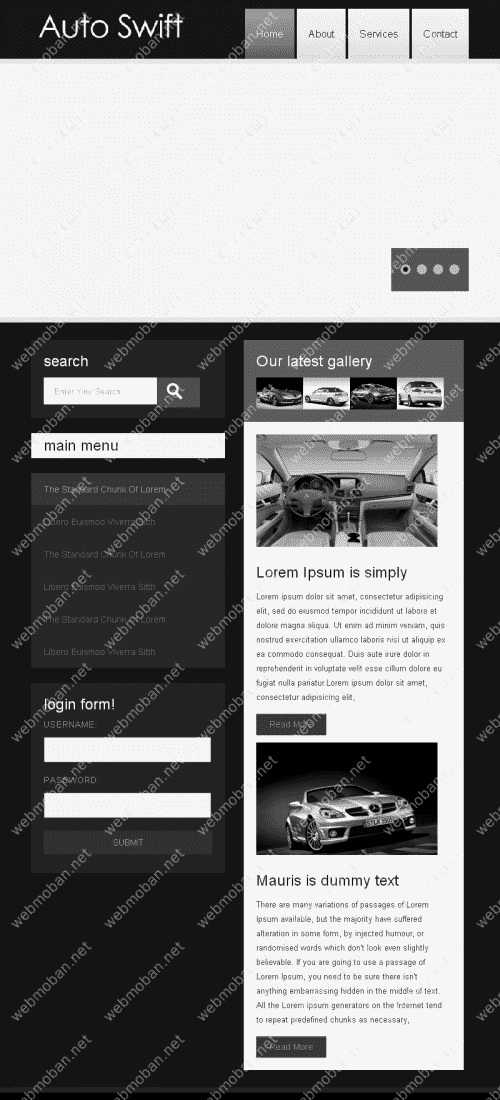 Auto Swift
Home
About
Services
Contact
search
Enter Your Search
main menu
The Standard Chunk Of Lorem
Libero Euismod Viverra Sitth
The Standard Chunk Of Lorem
Libero Euismod Viverra Sitth
The Standard Chunk Of Lorem
Libero Euismod Viverra Sitth
login form!
USERNAME:
PASSWORD:
SUBMIT
Our latest gallery
Lorem Ipsum is simply
Lorem ipsum dolor sit amet, consectetur adipisicing
elit, sed do eiusmod tempor incididunt ut labore et
dolore magna aliqua. Ut enim ad minim veniam, quis
nostrud exercitation ullamco laboris nisi ut aliquip ex
ea commodo consequat. Duis aute irure dolor in
reprehenderit in voluptate velit esse cillum dolore eu
fugiat nulla pariatur.Lorem ipsum dolor sit amet,
consectetur adipisicing elit,
Read More
Mauris is dummy text
There are many variations of passages of Lorem
Ipsum available, but the majority have suffered
alteration in some form, by injected humour, or
randomised words which don't look even slightly
believable. If you are going to use a passage of
Lorem Ipsum, you need to be sure there isn't
anything embarrassing hidden in the middle of text.
All the Lorem Ipsum generators on the Internet tend
to repeat predefined chunks as necessary,
Read More
webmoban.net